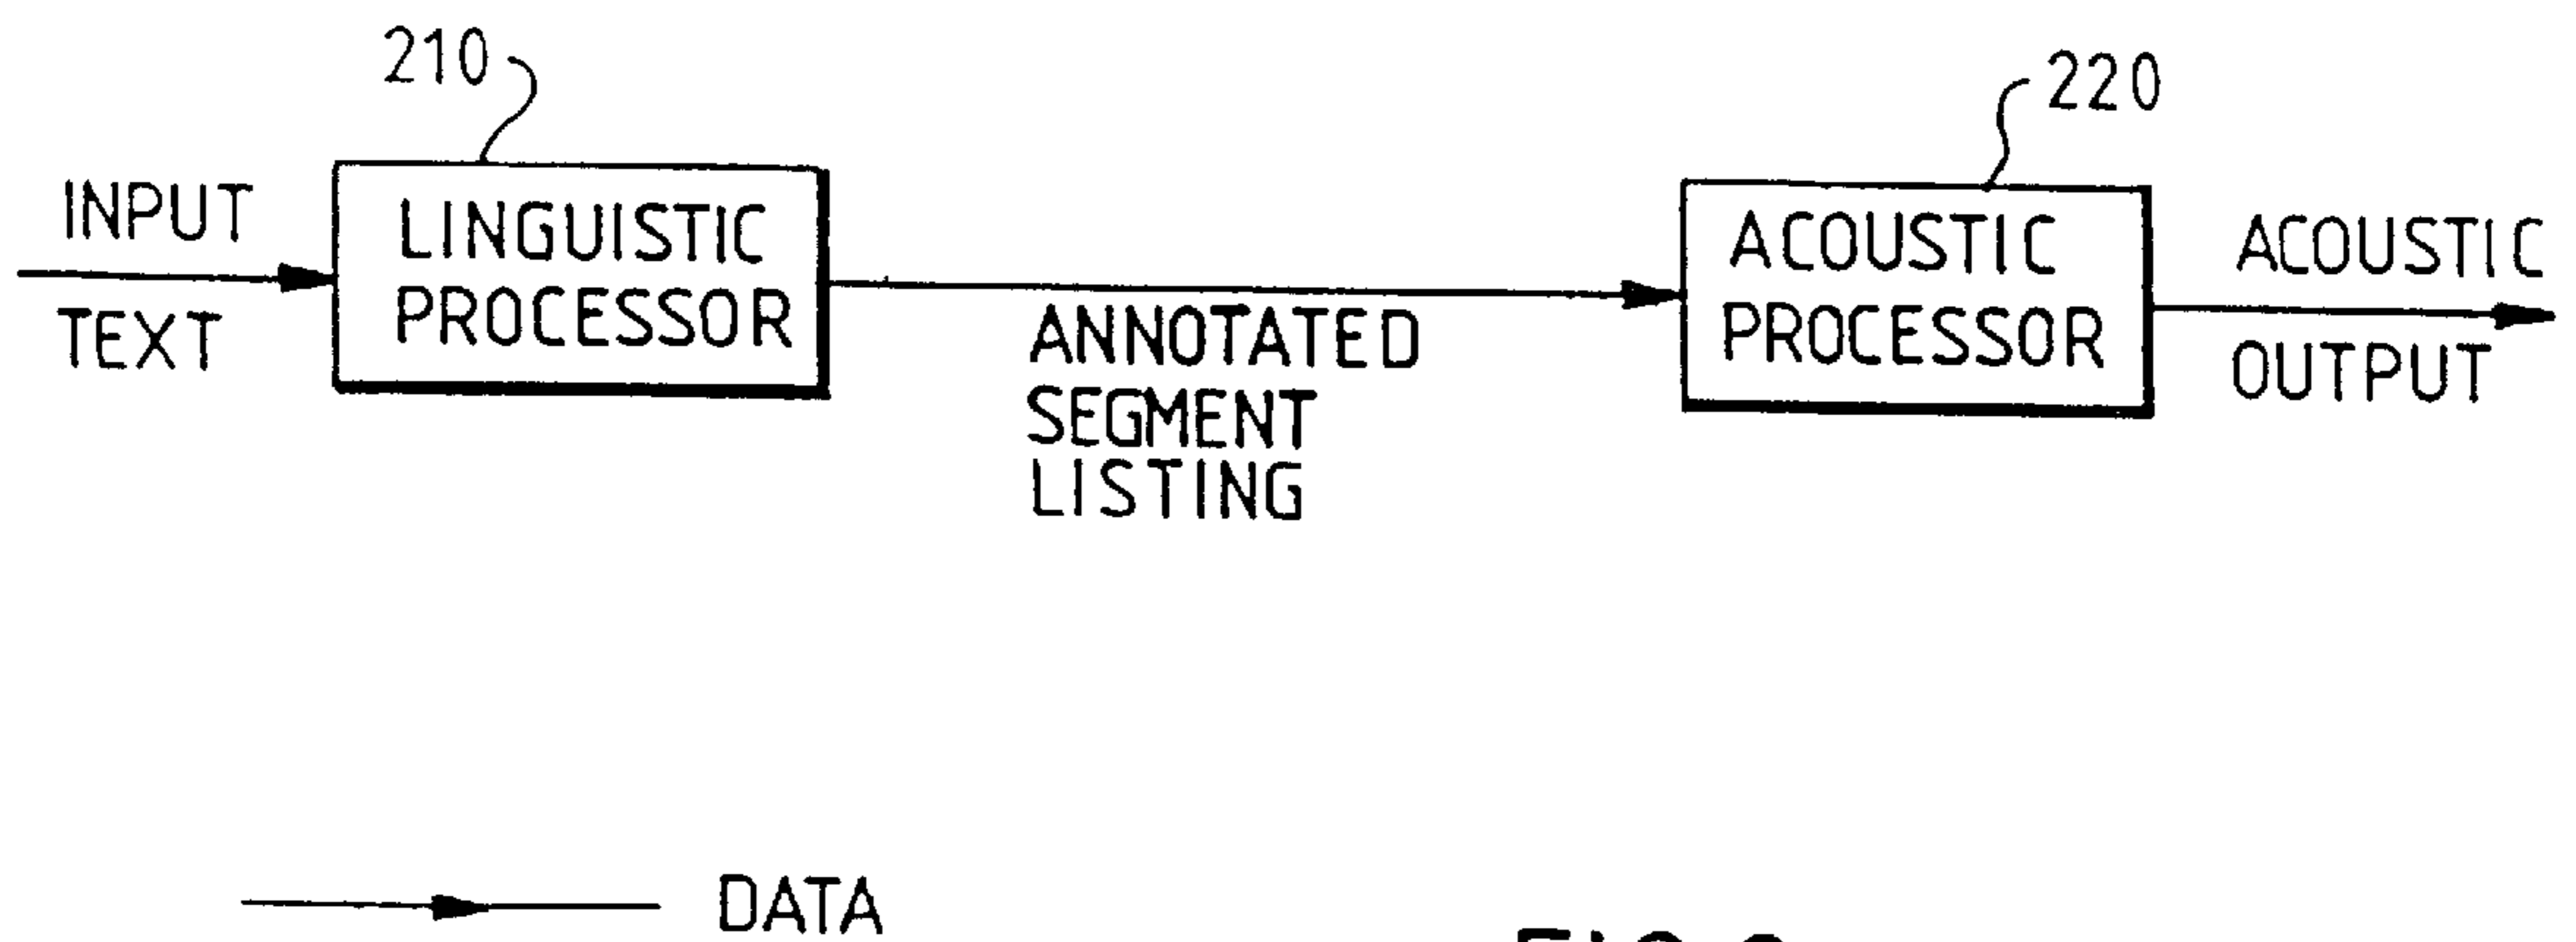 210
220
INPUT
TEXT
LINGUISTIC
PROCESSOR
ANNOTATED
SEGMENT
LISTING
ACOUSTIC
PROCESSOR
ACOUSTIC
OUTPUT
DATA